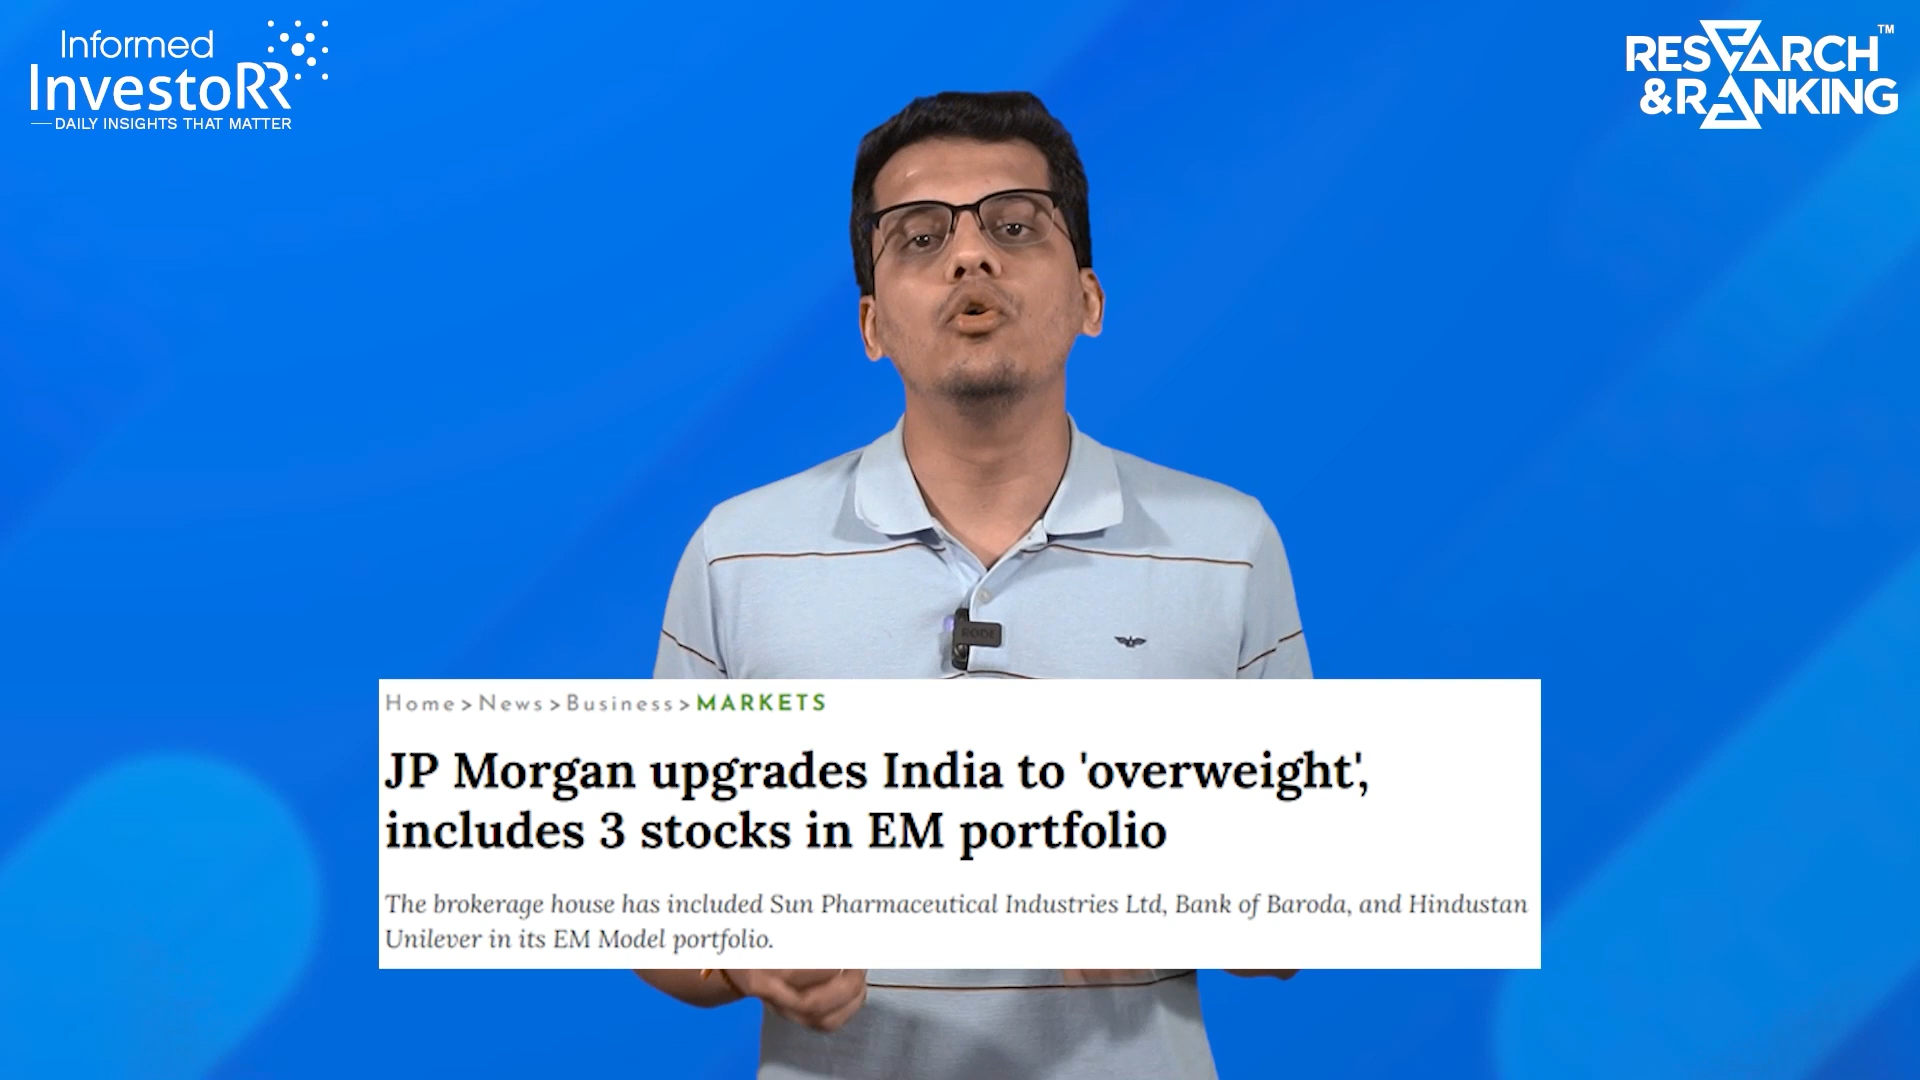 Informed
InvestoRR
DAILY INSIGHTS THAT MATTER
RESEARCH™
&RANKING
RODE
Home > News > Business > MARKETS
JP Morgan upgrades India to 'overweight',
includes 3 stocks in EM portfolio
The brokerage house has included Sun Pharmaceutical Industries Ltd, Bank of Baroda, and Hindustan
Unilever in its EM Model portfolio.